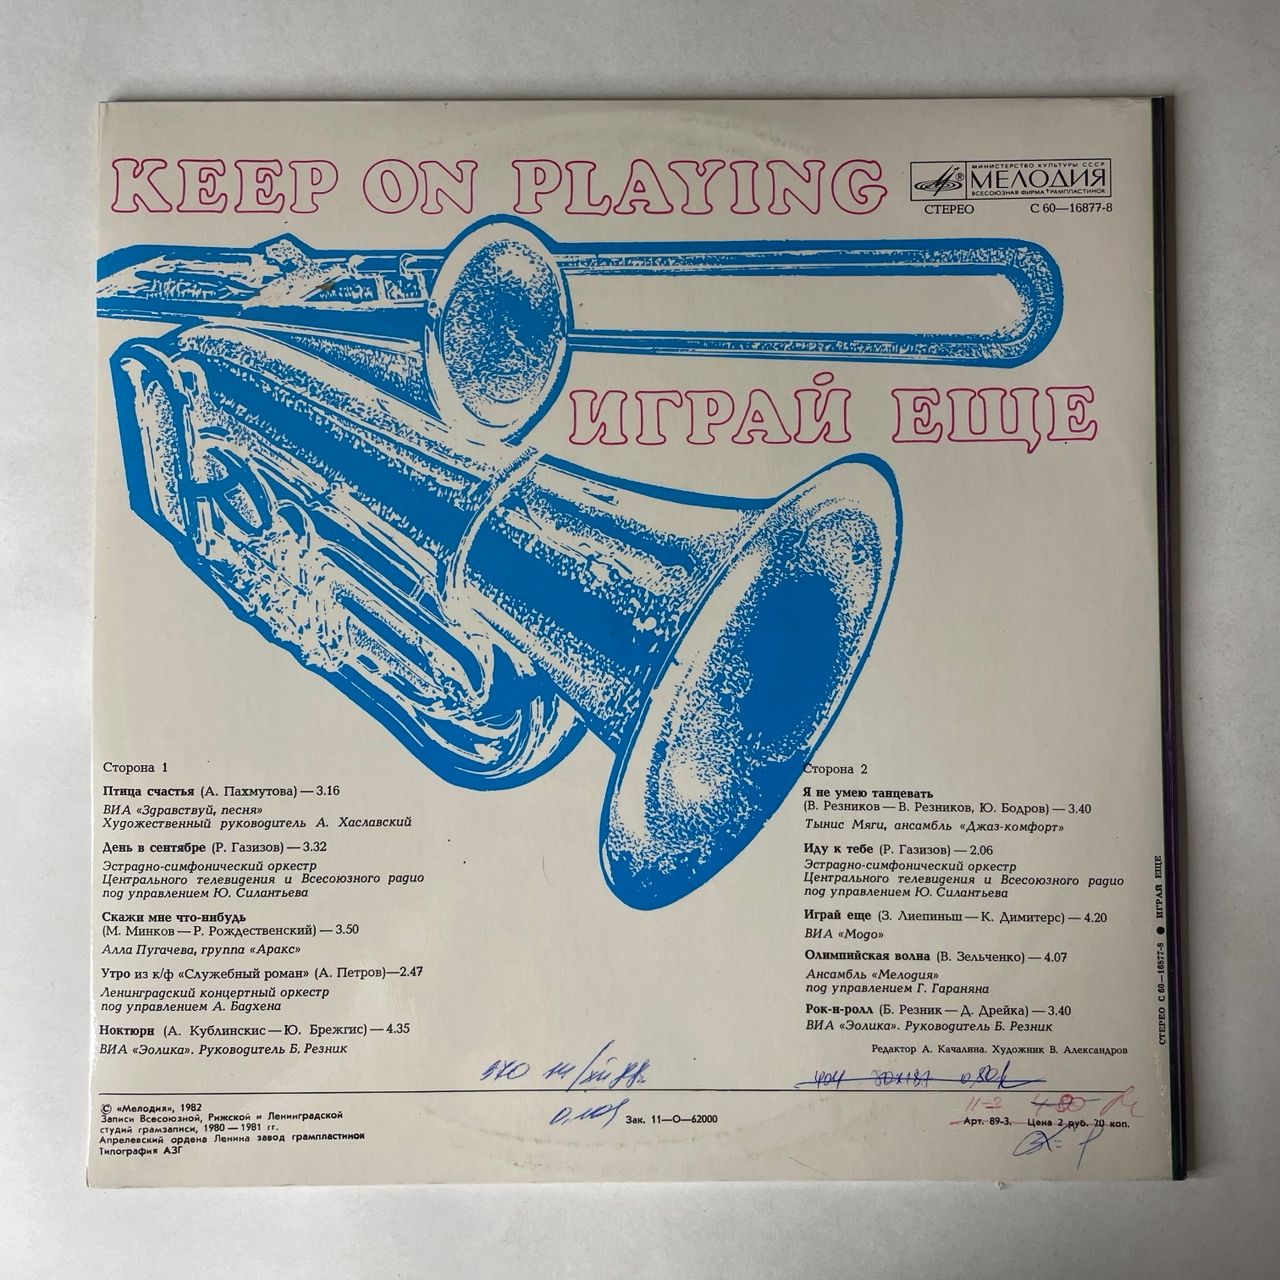 KEEP ON PLAYING
МИНИСТЕРСТВО КУЛЬТУРЫ СССР
МЕЛОДИЯ
ВСЕСОЮЗНАЯ ФИРМА ГРАМПЛАСТИНОК
СТЕРЕО С 60—16877-8
ИГРАЙ ЕЩЕ
Сторона 1
Птица счастья (А. Пахмутова) — 3.16
ВИА «Здравствуй, песня»
Художественный руководитель А. Хаславский
День в сентябре (Р. Газизов) — 3.32
Эстрадно-симфонический оркестр
Центрального телевидения и Всесоюзного радио
под управлением Ю. Силантьева
Скажи мне что-нибудь
(М. Минков — Р. Рождественский) — 3.50
Алла Пугачева, группа «Аракс»
Утро из к/ф «Служебный роман» (А. Петров)—2.47
Ленинградский концертный оркестр
под управлением А. Бадхена
Ноктюрн (А. Кублинскис — Ю. Брежгис) — 4.35
ВИА «Эолика». Руководитель Б. Резник
Сторона 2
Я не умею танцевать
(В. Резников — В. Резников, Ю. Бодров) — 3.40
Тынис Мяги, ансамбль «Джаз-комфорт»
Иду к тебе (Р. Газизов) — 2.06
Эстрадно-симфонический оркестр
Центрального телевидения и Всесоюзного радио
под управлением Ю. Силантьева
Играй еще (З. Лиепиньш — К. Димитерс) — 4.20
ВИА «Модо»
Олимпийская волна (В. Зельченко) — 4.07
Ансамбль «Мелодия»
под управлением Г. Гараняна
Рок-н-ролл (Б. Резник — Д. Дрейка) — 3.40
ВИА «Эолика». Руководитель Б. Резник
Редактор А. Качалина. Художник В. Александров
© «Мелодия», 1982
Записи Всесоюзной, Рижской и Ленинградской
студий грамзаписи, 1980 — 1981 гг.
Апрелевский ордена Ленина завод грампластинок
Типография АЗГ
Зак. 11—О—62000
11-3 4-80
Арт. 89-3. Цена 2 руб. 20 коп.
СТЕРЕО С 60—16877-8 ● ИГРАЙ ЕЩЕ